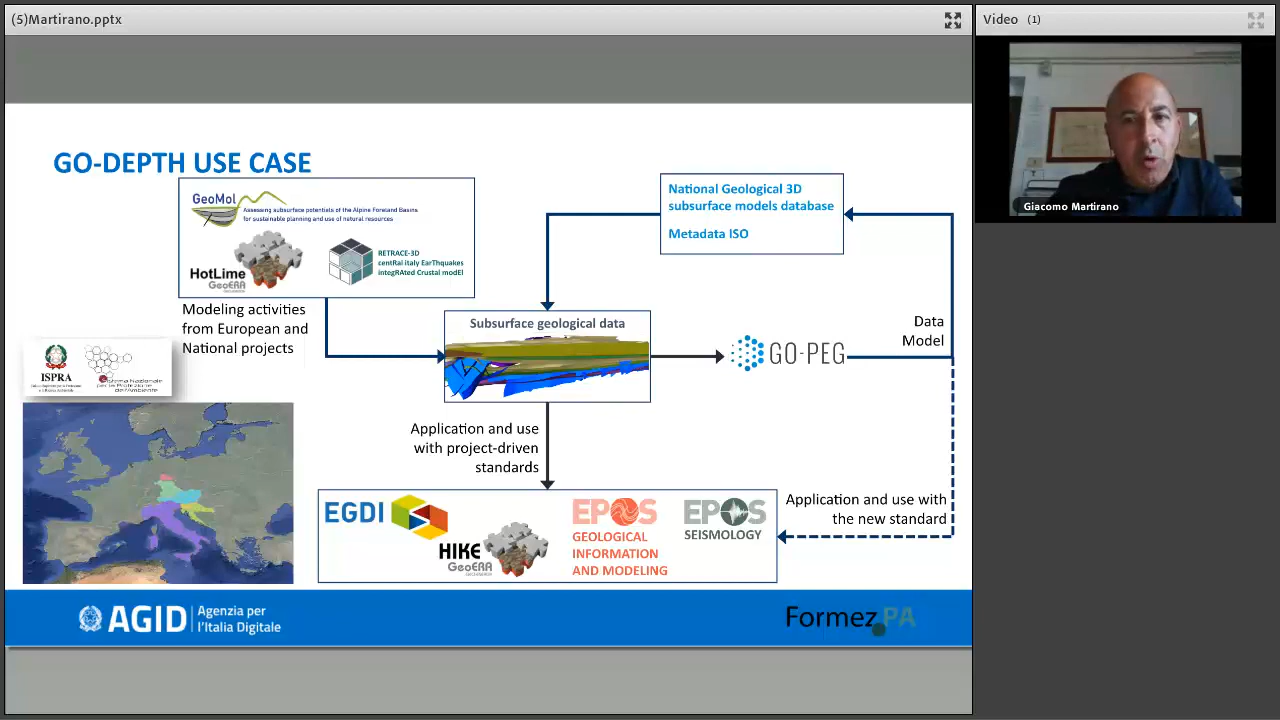 (5)Martirano.pptx
Video (1)
Giacomo Martirano
GO-DEPTH USE CASE
GeoMol
Assessing subsurface potentials of the Alpine Foreland Basins
for sustainable planning and use of natural resources
HotLime
GeoERA
RETRACE-3D
centRal italy EarThquakes
integRAted Crustal modEl
Modeling activities
from European and
National projects
National Geological 3D
subsurface models database
Metadata ISO
Subsurface geological data
GO-PEG
Data
Model
ISPRA
Application and use
with project-driven
standards
EGDI
HIKE
GeoERA
EPOS
GEOLOGICAL
INFORMATION
AND MODELING
EPOS
SEISMOLOGY
Application and use with
the new standard
AGID
Agenzia per
l'Italia Digitale
Formez PA